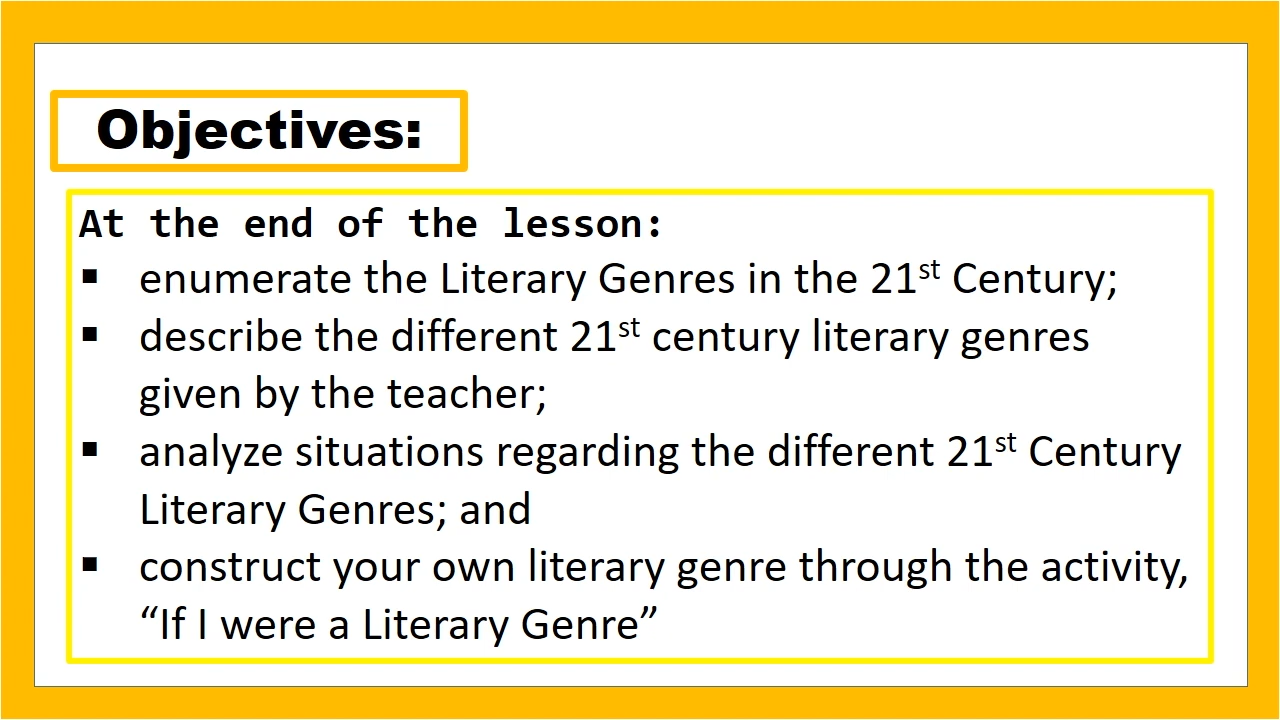 Objectives:
At the end of the lesson:
▪ enumerate the Literary Genres in the 21st Century;
▪ describe the different 21st century literary genres
given by the teacher;
▪ analyze situations regarding the different 21st Century
Literary Genres; and
▪ construct your own literary genre through the activity,
“If I were a Literary Genre”